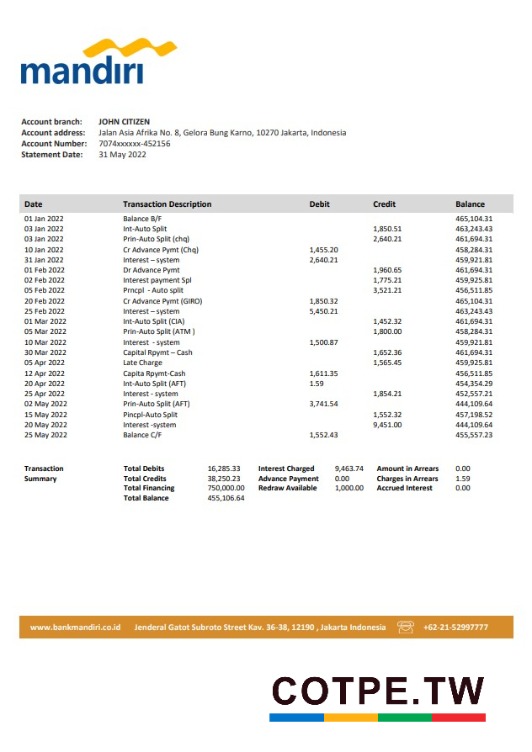 mandiri
Account branch: JOHN CITIZEN
Account address: Jalan Asia Afrika No. 8, Gelora Bung Karno, 10270 Jakarta, Indonesia
Account Number: 7074xxxxxx-452156
Statement Date: 31 May 2022
Date Transaction Description Debit Credit Balance
01 Jan 2022 Balance B/F 465,104.31
03 Jan 2022 Int-Auto Split 1,850.51 463,243.43
03 Jan 2022 Prin-Auto Split (chq) 2,640.21 461,694.31
10 Jan 2022 Cr Advance Pymt (Chq) 1,455.20 458,284.31
31 Jan 2022 Interest – system 2,640.21 459,921.81
01 Feb 2022 Dr Advance Pymt 1,960.65 461,694.31
02 Feb 2022 Interest payment Spl 1,775.21 459,925.81
05 Feb 2022 Prncpl - Auto split 3,521.21 456,511.85
20 Feb 2022 Cr Advance Pymt (GIRO) 1,850.32 465,104.31
25 Feb 2022 Interest – system 5,450.21 463,243.43
01 Mar 2022 Int-Auto Split (CIA) 1,452.32 461,694.31
05 Mar 2022 Prin-Auto Split (ATM ) 1,800.00 458,284.31
10 Mar 2022 Interest - system 1,500.87 459,921.81
30 Mar 2022 Capital Rpymt – Cash 1,652.36 461,694.31
05 Apr 2022 Late Charge 1,565.45 459,925.81
12 Apr 2022 Capita Rpymt-Cash 1,611.35 456,511.85
20 Apr 2022 Int-Auto Split (AFT) 1.59 454,354.29
25 Apr 2022 Interest - system 1,854.21 452,557.21
02 May 2022 Prin-Auto Split (AFT) 3,741.54 444,109.64
15 May 2022 Pincpl-Auto Split 1,552.32 457,198.52
20 May 2022 Interest -system 9,451.00 444,109.64
25 May 2022 Balance C/F 1,552.43 455,557.23
Transaction Total Debits 16,285.33 Interest Charged 9,463.74 Amount in Arrears 0.00
Summary Total Credits 38,250.23 Advance Payment 0.00 Charges in Arrears 1.59
Total Financing 750,000.00 Redraw Available 1,000.00 Accrued Interest 0.00
Total Balance 455,106.64
www.bankmandiri.co.id Jenderal Gatot Subroto Street Kav. 36-38, 12190 , Jakarta Indonesia +62-21-52997777
COTPE.TW